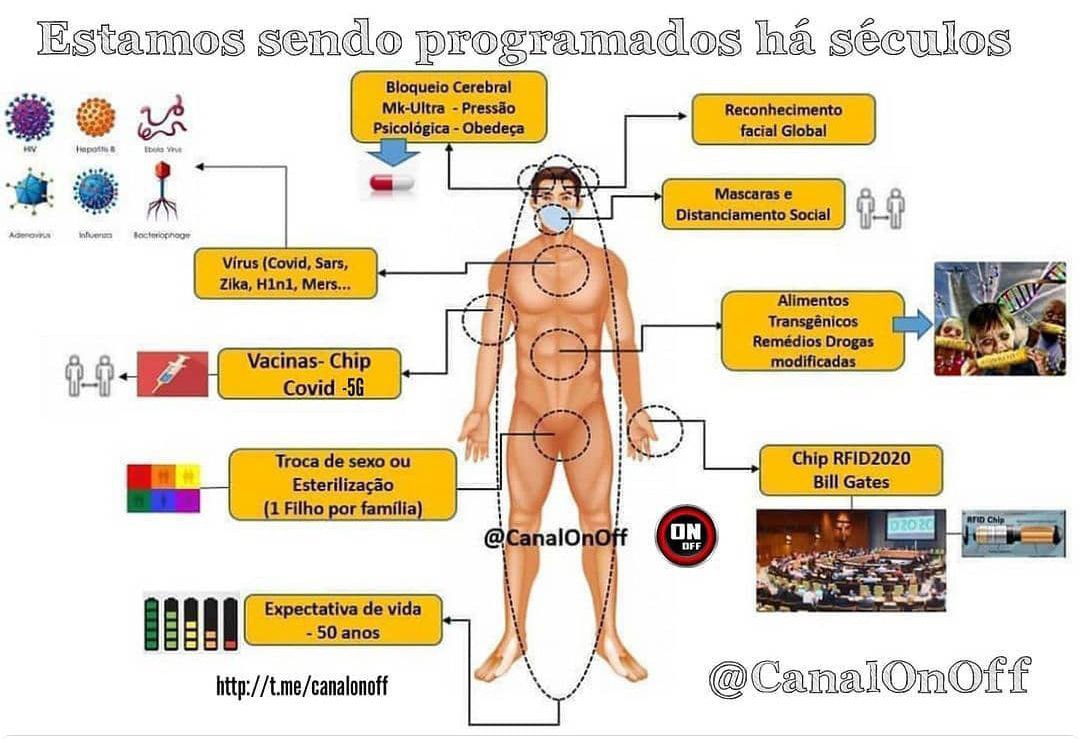 Estamos sendo programados há séculos
Bloqueio Cerebral
Mk-Ultra - Pressão
Psicológica - Obedeça
Reconhecimento
facial Global
HIV
Hepatitis B
Ebola Virus
Mascaras e
Distanciamento Social
Adenovirus
Influenza
Bacteriophage
Vírus (Covid, Sars,
Zika, H1n1, Mers...
Alimentos
Transgênicos
Remédios Drogas
modificadas
Vacinas- Chip
Covid -5G
Chip RFID2020
Bill Gates
Troca de sexo ou
Esterilização
(1 Filho por família)
@CanalOnOff
ON
OFF
RFID Chip
Expectativa de vida
- 50 anos
http://t.me/canalonoff
@CanalOnOff